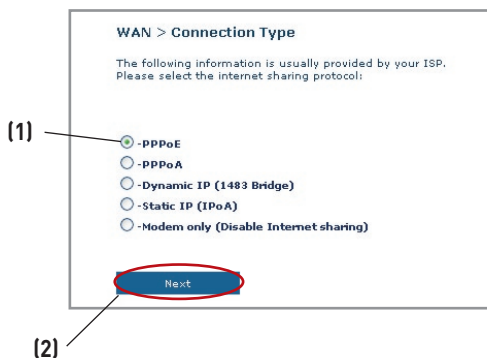 WAN > Connection Type
The following information is usually provided by your ISP.
Please select the internet sharing protocol:
(1)
-PPPoE
-PPPoA
-Dynamic IP (1483 Bridge)
-Static IP (IPoA)
-Modem only (Disable Internet sharing)
Next
(2)